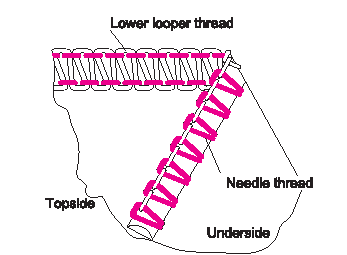 Lower looper thread
Needle thread
Topside
Underside